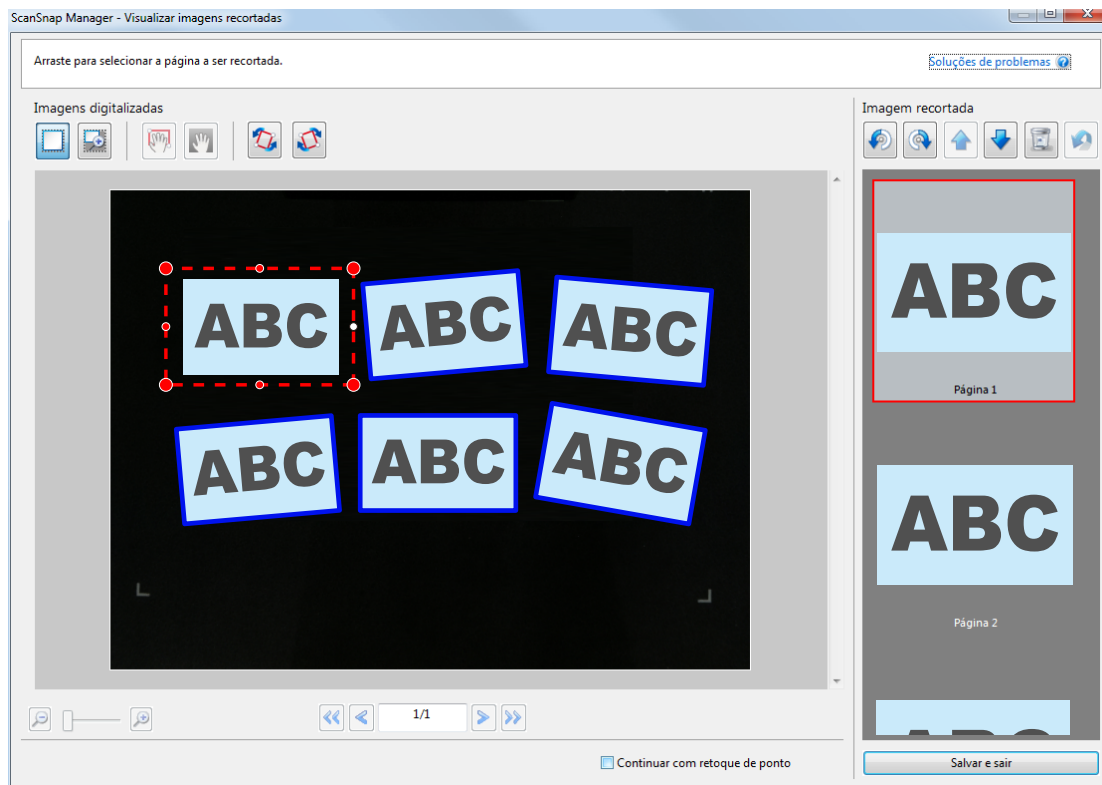 ScanSnap Manager - Visualizar imagens recortadas
Arraste para selecionar a página a ser recortada.
Soluções de problemas
Imagens digitalizadas
Imagem recortada
ABC
ABC
ABC
ABC
ABC
ABC
ABC
Página 1
ABC
Página 2
1/1
Continuar com retoque de ponto
Salvar e sair